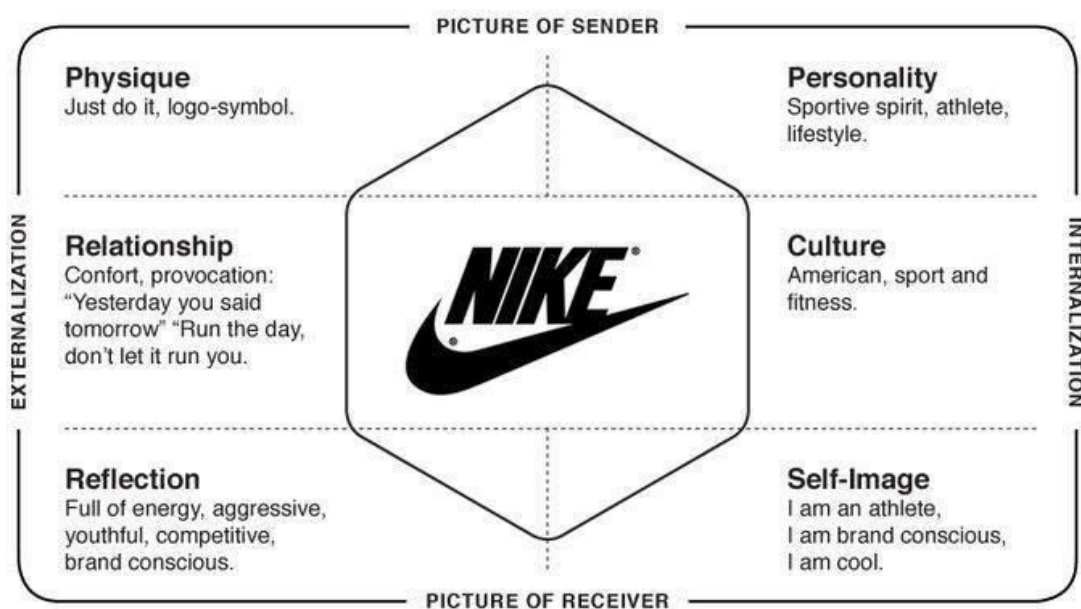 PICTURE OF SENDER
Physique
Just do it, logo-symbol.
Personality
Sportive spirit, athlete,
lifestyle.
EXTERNALIZATION
Relationship
Confort, provocation:
“Yesterday you said
tomorrow” “Run the day,
don’t let it run you.
NIKE®
®
Culture
American, sport and
fitness.
INTERNALIZATION
Reflection
Full of energy, aggressive,
youthful, competitive,
brand conscious.
Self-Image
I am an athlete,
I am brand conscious,
I am cool.
PICTURE OF RECEIVER